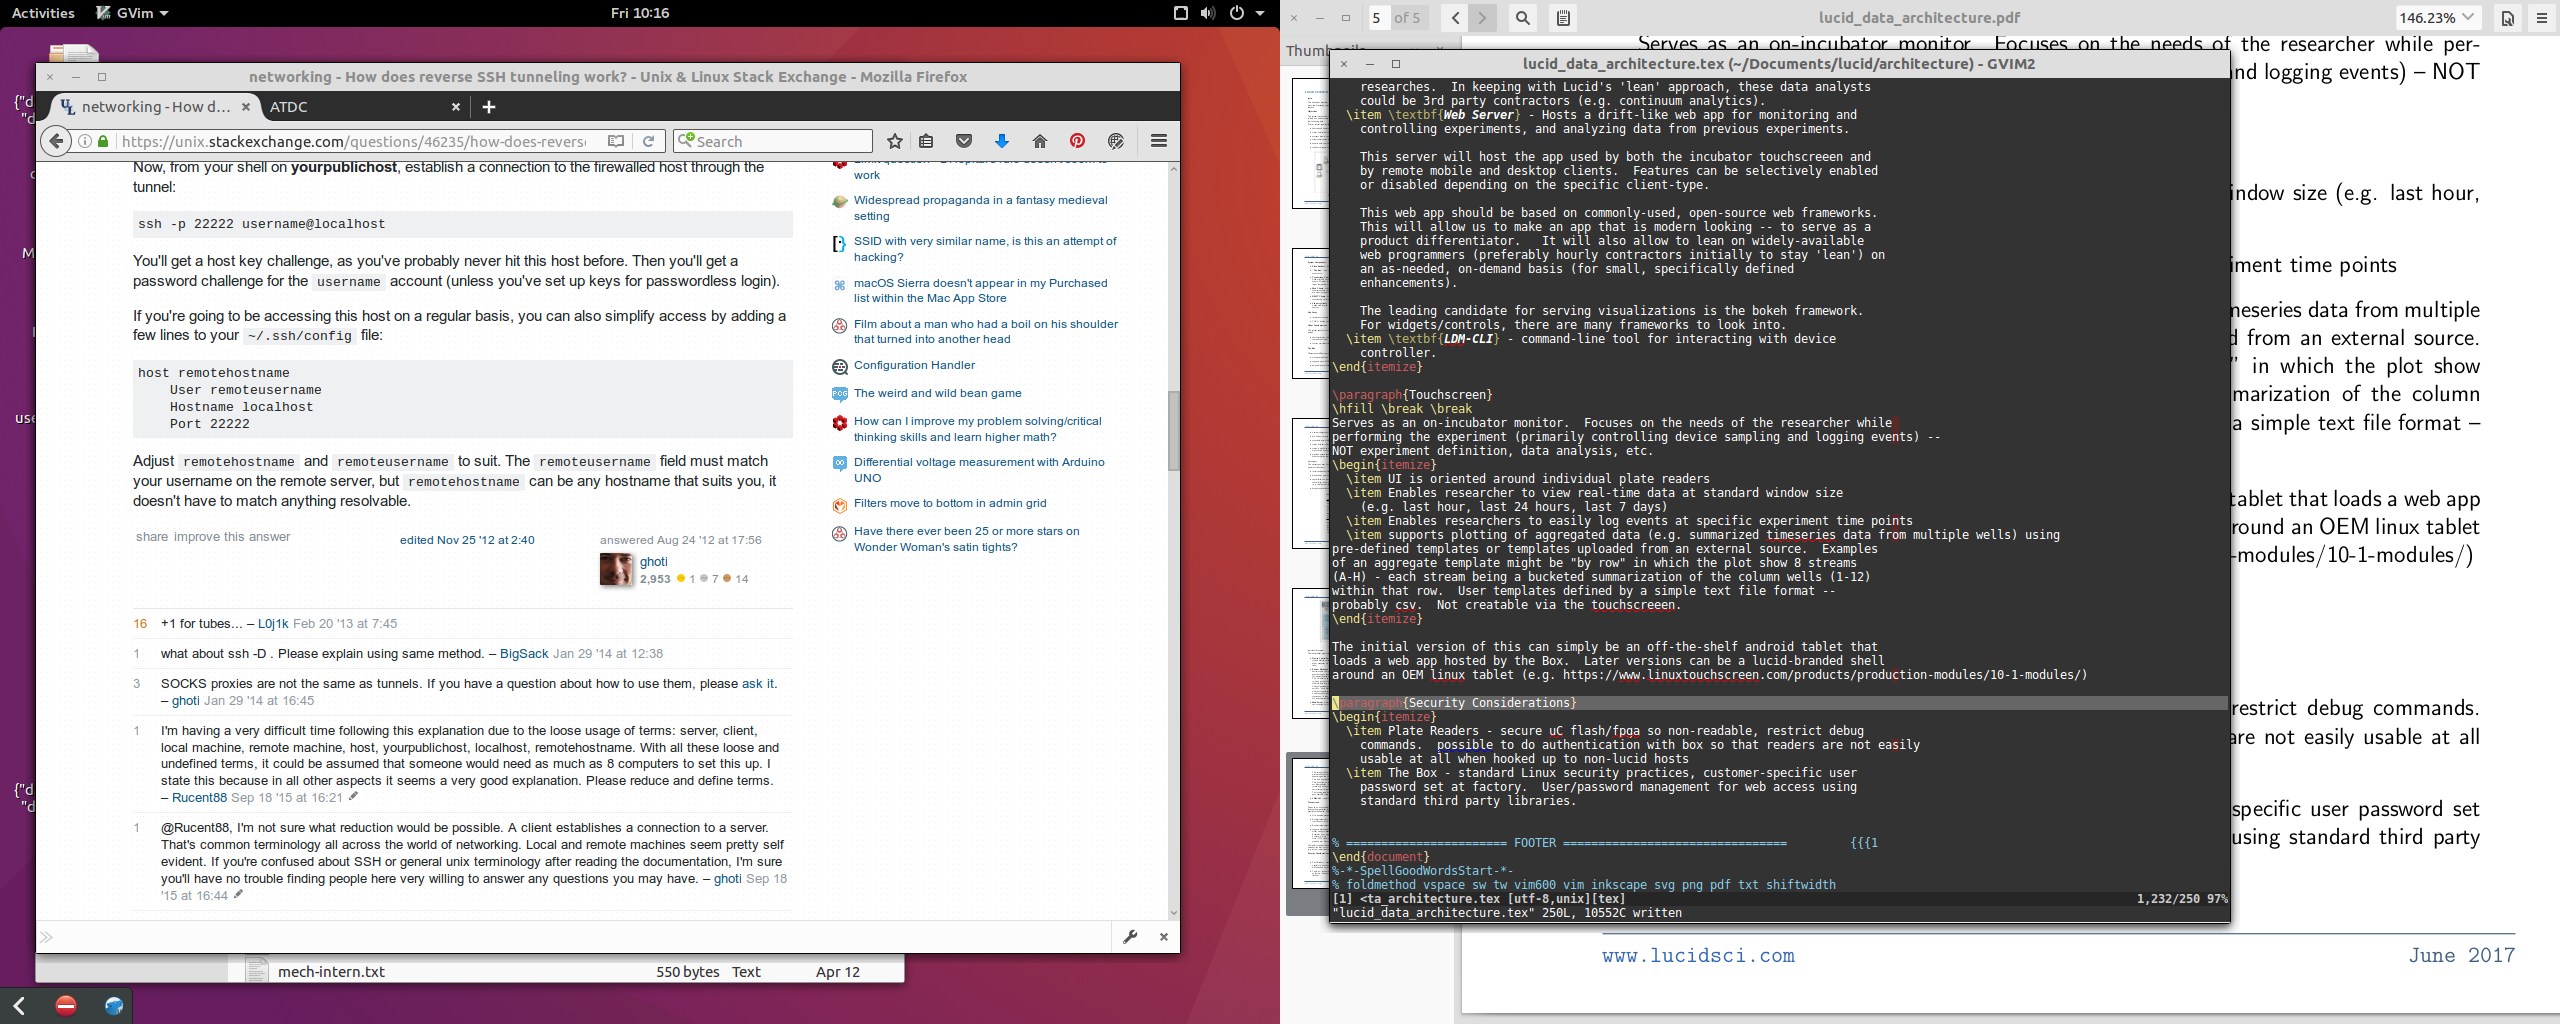 Activities
GVim
Fri 10:16
networking - How does reverse SSH tunneling work? - Unix & Linux Stack Exchange - Mozilla Firefox
networking - How d...
ATDC
https://unix.stackexchange.com/questions/46235/how-does-revers
Search
Now, from your shell on yourpublichost, establish a connection to the firewalled host through the
tunnel:
ssh -p 22222 username@localhost
You'll get a host key challenge, as you've probably never hit this host before. Then you'll get a
password challenge for the username account (unless you've set up keys for passwordless login).
If you're going to be accessing this host on a regular basis, you can also simplify access by adding a
few lines to your ~/.ssh/config file:
host remotehostname
User remoteusername
Hostname localhost
Port 22222
Adjust remotehostname and remoteusername to suit. The remoteusername field must match
your username on the remote server, but remotehostname can be any hostname that suits you, it
doesn't have to match anything resolvable.
share improve this answer
edited Nov 25 '12 at 2:40
answered Aug 24 '12 at 17:56
ghoti
2,953 1 7 14
16 +1 for tubes... – L0j1k Feb 20 '13 at 7:45
1 what about ssh -D . Please explain using same method. – BigSack Jan 29 '14 at 12:38
3 SOCKS proxies are not the same as tunnels. If you have a question about how to use them, please ask it.
– ghoti Jan 29 '14 at 16:45
1 I'm having a very difficult time following this explanation due to the loose usage of terms: server, client,
local machine, remote machine, host, yourpublichost, localhost, remotehostname. With all these loose and
undefined terms, it could be assumed that someone would need as much as 8 computers to set this up. I
state this because in all other aspects it seems a very good explanation. Please reduce and define terms.
– Rucent88 Sep 18 '15 at 16:21
1 @Rucent88, I'm not sure what reduction would be possible. A client establishes a connection to a server.
That's common terminology all across the world of networking. Local and remote machines seem pretty self
evident. If you're confused about SSH or general unix terminology after reading the documentation, I'm sure
you'll have no trouble finding people here very willing to answer any questions you may have. – ghoti Sep 18
'15 at 16:44
work
Widespread propaganda in a fantasy medieval
setting
SSID with very similar name, is this an attempt of
hacking?
macOS Sierra doesn't appear in my Purchased
list within the Mac App Store
Film about a man who had a boil on his shoulder
that turned into another head
Configuration Handler
The weird and wild bean game
How can I improve my problem solving/critical
thinking skills and learn higher math?
Differential voltage measurement with Arduino
UNO
Filters move to bottom in admin grid
Have there ever been 25 or more stars on
Wonder Woman's satin tights?
mech-intern.txt 550 bytes Text Apr 12
5 of 5
lucid_data_architecture.pdf
146.23%
Serves as an on-incubator monitor. Focuses on the needs of the researcher while per-
nd logging events) – NOT
indow size (e.g. last hour,
iment time points
meseries data from multiple
d from an external source.
" in which the plot show
marization of the column
a simple text file format –
tablet that loads a web app
round an OEM linux tablet
-modules/10-1-modules/)
restrict debug commands.
are not easily usable at all
specific user password set
using standard third party
www.lucidsci.com
June 2017
lucid_data_architecture.tex (~/Documents/lucid/architecture) - GVIM2
researches. In keeping with Lucid's 'lean' approach, these data analysts
could be 3rd party contractors (e.g. continuum analytics).
\item \textbf{Web Server} - Hosts a drift-like web app for monitoring and
controlling experiments, and analyzing data from previous experiments.
This server will host the app used by both the incubator touchscreeen and
by remote mobile and desktop clients. Features can be selectively enabled
or disabled depending on the specific client-type.
This web app should be based on commonly-used, open-source web frameworks.
This will allow us to make an app that is modern looking -- to serve as a
product differentiator. It will also allow to lean on widely-available
web programmers (preferably hourly contractors initially to stay 'lean') on
an as-needed, on-demand basis (for small, specifically defined
enhancements).
The leading candidate for serving visualizations is the bokeh framework.
For widgets/controls, there are many frameworks to look into.
\item \textbf{LDM-CLI} - command-line tool for interacting with device
controller.
\end{itemize}
\paragraph{Touchscreen}
\hfill \break \break
Serves as an on-incubator monitor. Focuses on the needs of the researcher while
performing the experiment (primarily controlling device sampling and logging events) --
NOT experiment definition, data analysis, etc.
\begin{itemize}
\item UI is oriented around individual plate readers
\item Enables researcher to view real-time data at standard window size
(e.g. last hour, last 24 hours, last 7 days)
\item Enables researchers to easily log events at specific experiment time points
\item supports plotting of aggregated data (e.g. summarized timeseries data from multiple wells) using
pre-defined templates or templates uploaded from an external source. Examples
of an aggregate template might be "by row" in which the plot show 8 streams
(A-H) - each stream being a bucketed summarization of the column wells (1-12)
within that row. User templates defined by a simple text file format --
probably csv. Not creatable via the touchscreeen.
\end{itemize}
The initial version of this can simply be an off-the-shelf android tablet that
loads a web app hosted by the Box. Later versions can be a lucid-branded shell
around an OEM linux tablet (e.g. https://www.linuxtouchscreen.com/products/production-modules/10-1-modules/)
\paragraph{Security Considerations}
\begin{itemize}
\item Plate Readers - secure uC flash/fpga so non-readable, restrict debug
commands. possible to do authentication with box so that readers are not easily
usable at all when hooked up to non-lucid hosts
\item The Box - standard Linux security practices, customer-specific user
password set at factory. User/password management for web access using
standard third party libraries.
% ======================= FOOTER ================================ {{{1
\end{document}
%-*-SpellGoodWordsStart-*-
% foldmethod vspace sw tw vim600 vim inkscape svg png pdf txt shiftwidth
[1] <ta_architecture.tex [utf-8,unix][tex] 1,232/250 97%
"lucid_data_architecture.tex" 250L, 10552C written